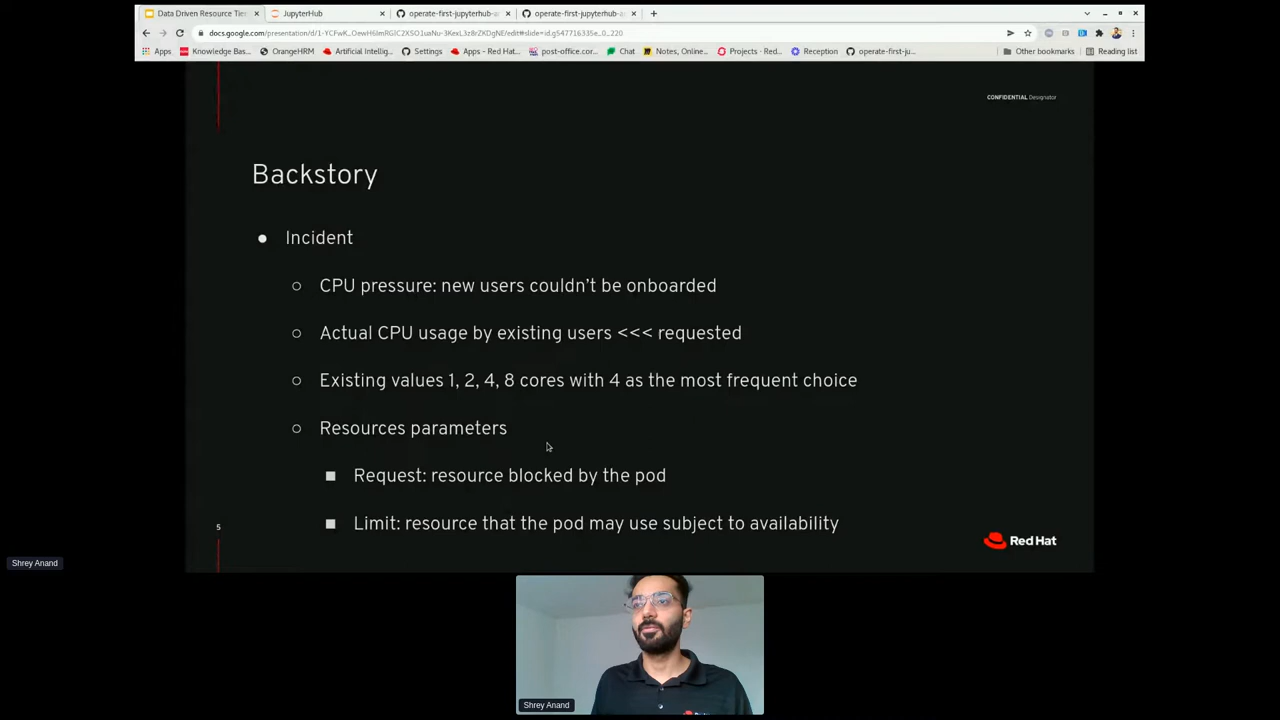 Data Driven Resource Tie
JupyterHub
operate-first-jupyterhub-a
operate-first-jupyterhub-a
Apps
Knowledge Bas...
OrangeHRM
Artificial Intellig...
Settings
Apps - Red Hat...
post-office.cor...
Chat
Notes, Online...
Projects - Red...
Reception
operate-first-ju...
Other bookmarks
Reading list
CONFIDENTIAL Designator
Backstory
● Incident
○ CPU pressure: new users couldn't be onboarded
○ Actual CPU usage by existing users <<< requested
○ Existing values 1, 2, 4, 8 cores with 4 as the most frequent choice
○ Resources parameters
■ Request: resource blocked by the pod
■ Limit: resource that the pod may use subject to availability
5
Red Hat
Shrey Anand
Shrey Anand